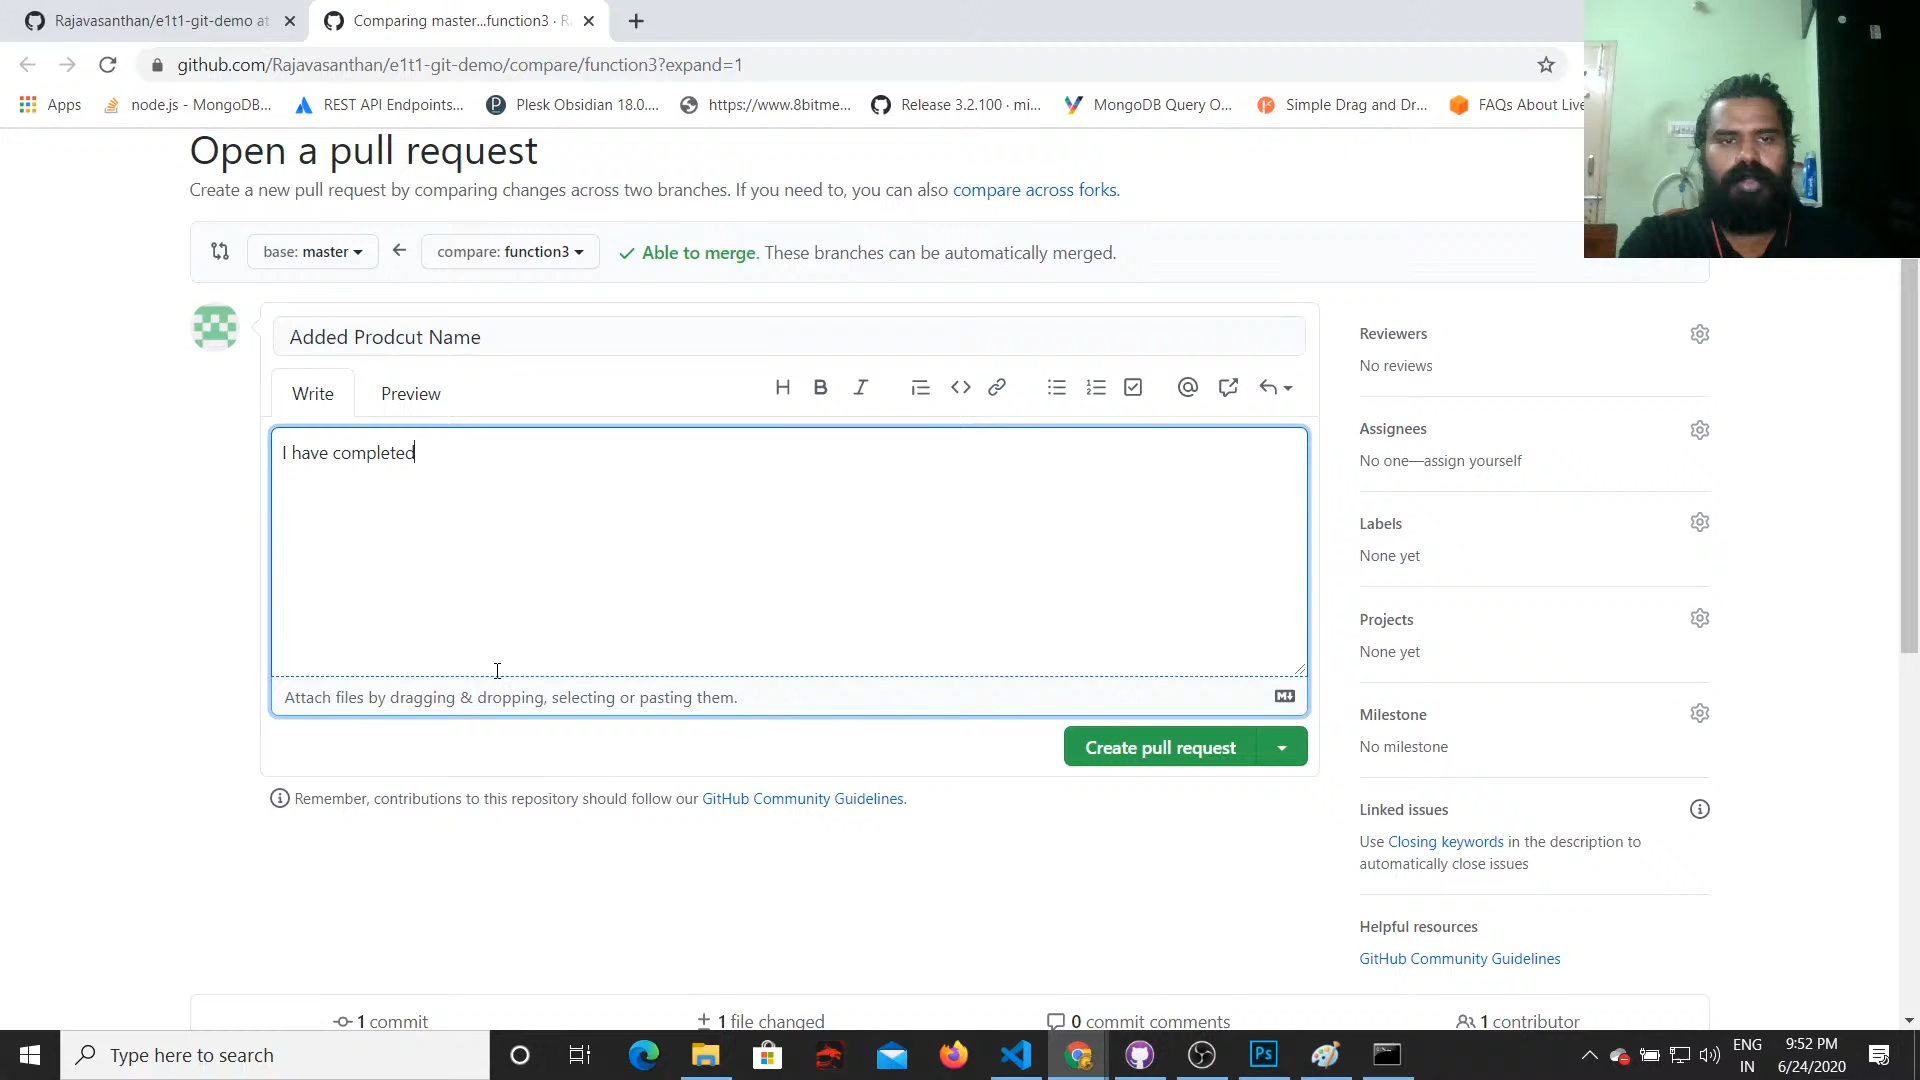 Rajavasanthan/e1t1-git-demo at
Comparing master...function3 · R
github.com/Rajavasanthan/e1t1-git-demo/compare/function3?expand=1
Apps
node.js - MongoDB...
REST API Endpoints...
Plesk Obsidian 18.0....
https://www.8bitme...
Release 3.2.100 · mi...
MongoDB Query O...
Simple Drag and Dr...
FAQs About Live
Open a pull request
Create a new pull request by comparing changes across two branches. If you need to, you can also compare across forks.
base: master
compare: function3
Able to merge. These branches can be automatically merged.
Added Prodcut Name
Write
Preview
I have completed
Attach files by dragging & dropping, selecting or pasting them.
Create pull request
Remember, contributions to this repository should follow our GitHub Community Guidelines.
Reviewers
No reviews
Assignees
No one—assign yourself
Labels
None yet
Projects
None yet
Milestone
No milestone
Linked issues
Use Closing keywords in the description to
automatically close issues
Helpful resources
GitHub Community Guidelines
1 commit
1 file changed
0 commit comments
1 contributor
Type here to search
Ps
ENG
IN
9:52 PM
6/24/2020